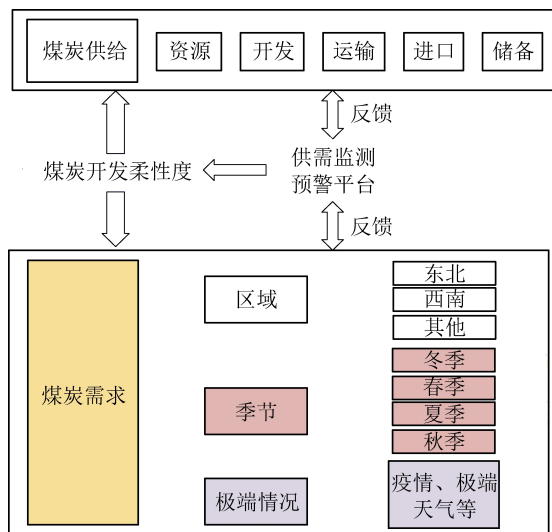 煤炭供给
资源
开发
运输
进口
储备
反馈
煤炭开发柔性度
供需监测
预警平台
反馈
煤炭需求
区域
东北
西南
其他
季节
冬季
春季
夏季
秋季
极端情况
疫情、极端
天气等